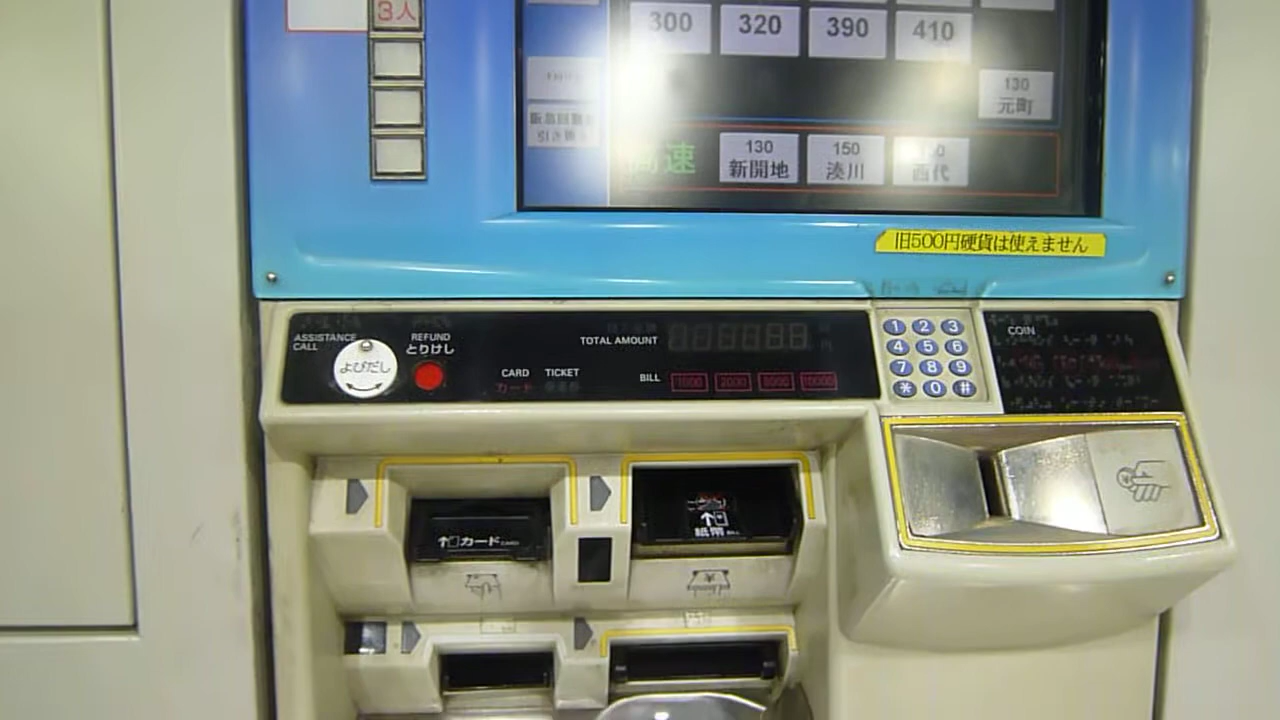 3人
300 320 390 410
130
元町
速
130 150
新開地 湊川 西代
旧500円硬貨は使えません
ASSISTANCE
CALL
よびだし
REFUND
とりけし
TOTAL AMOUNT
CARD TICKET
カード
BILL
1000 2000 5000 10000
1 2 3
4 5 6
7 8 9
* 0 #
COIN
カード CARD
紙幣 BILL
¥